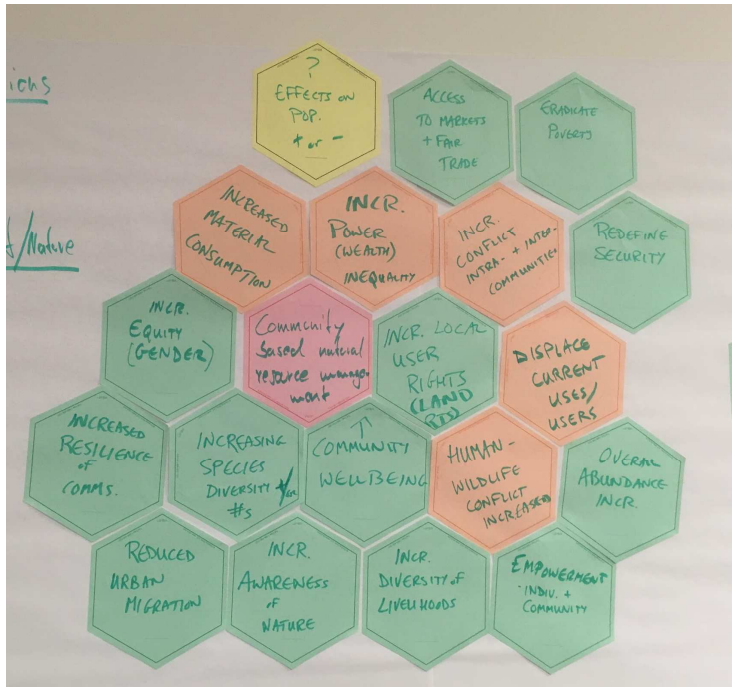 ions
/Nature
?
EFFECTS ON
POP.
+ or -
ACCESS
TO MARKETS
+ FAIR
TRADE
ERADICATE
POVERTY
INCREASED
MATERIAL
CONSUMPTION
INCR.
POWER
(WEALTH)
INEQUALITY
INCR.
CONFLICT
INTRA- + INTER-
COMMUNITIES
REDEFINE
SECURITY
INCR.
EQUITY
(GENDER)
Community
based natural
resource manage-
ment
INCR. LOCAL
USER
RIGHTS
(LAND
RTS)
DISPLACE
CURRENT
USES/
USERS
INCREASED
RESILIENCE
of
COMMS.
INCREASING
SPECIES
DIVERSITY
#s
↑
COMMUNITY
WELLBEING
HUMAN-
WILDLIFE
CONFLICT
INCREASED
OVERALL
ABUNDANCE
INCR.
REDUCED
URBAN
MIGRATION
INCR.
AWARENESS
of
NATURE
INCR.
DIVERSITY of
LIVELIHOODS
EMPOWERMENT
- INDIV. +
COMMUNITY